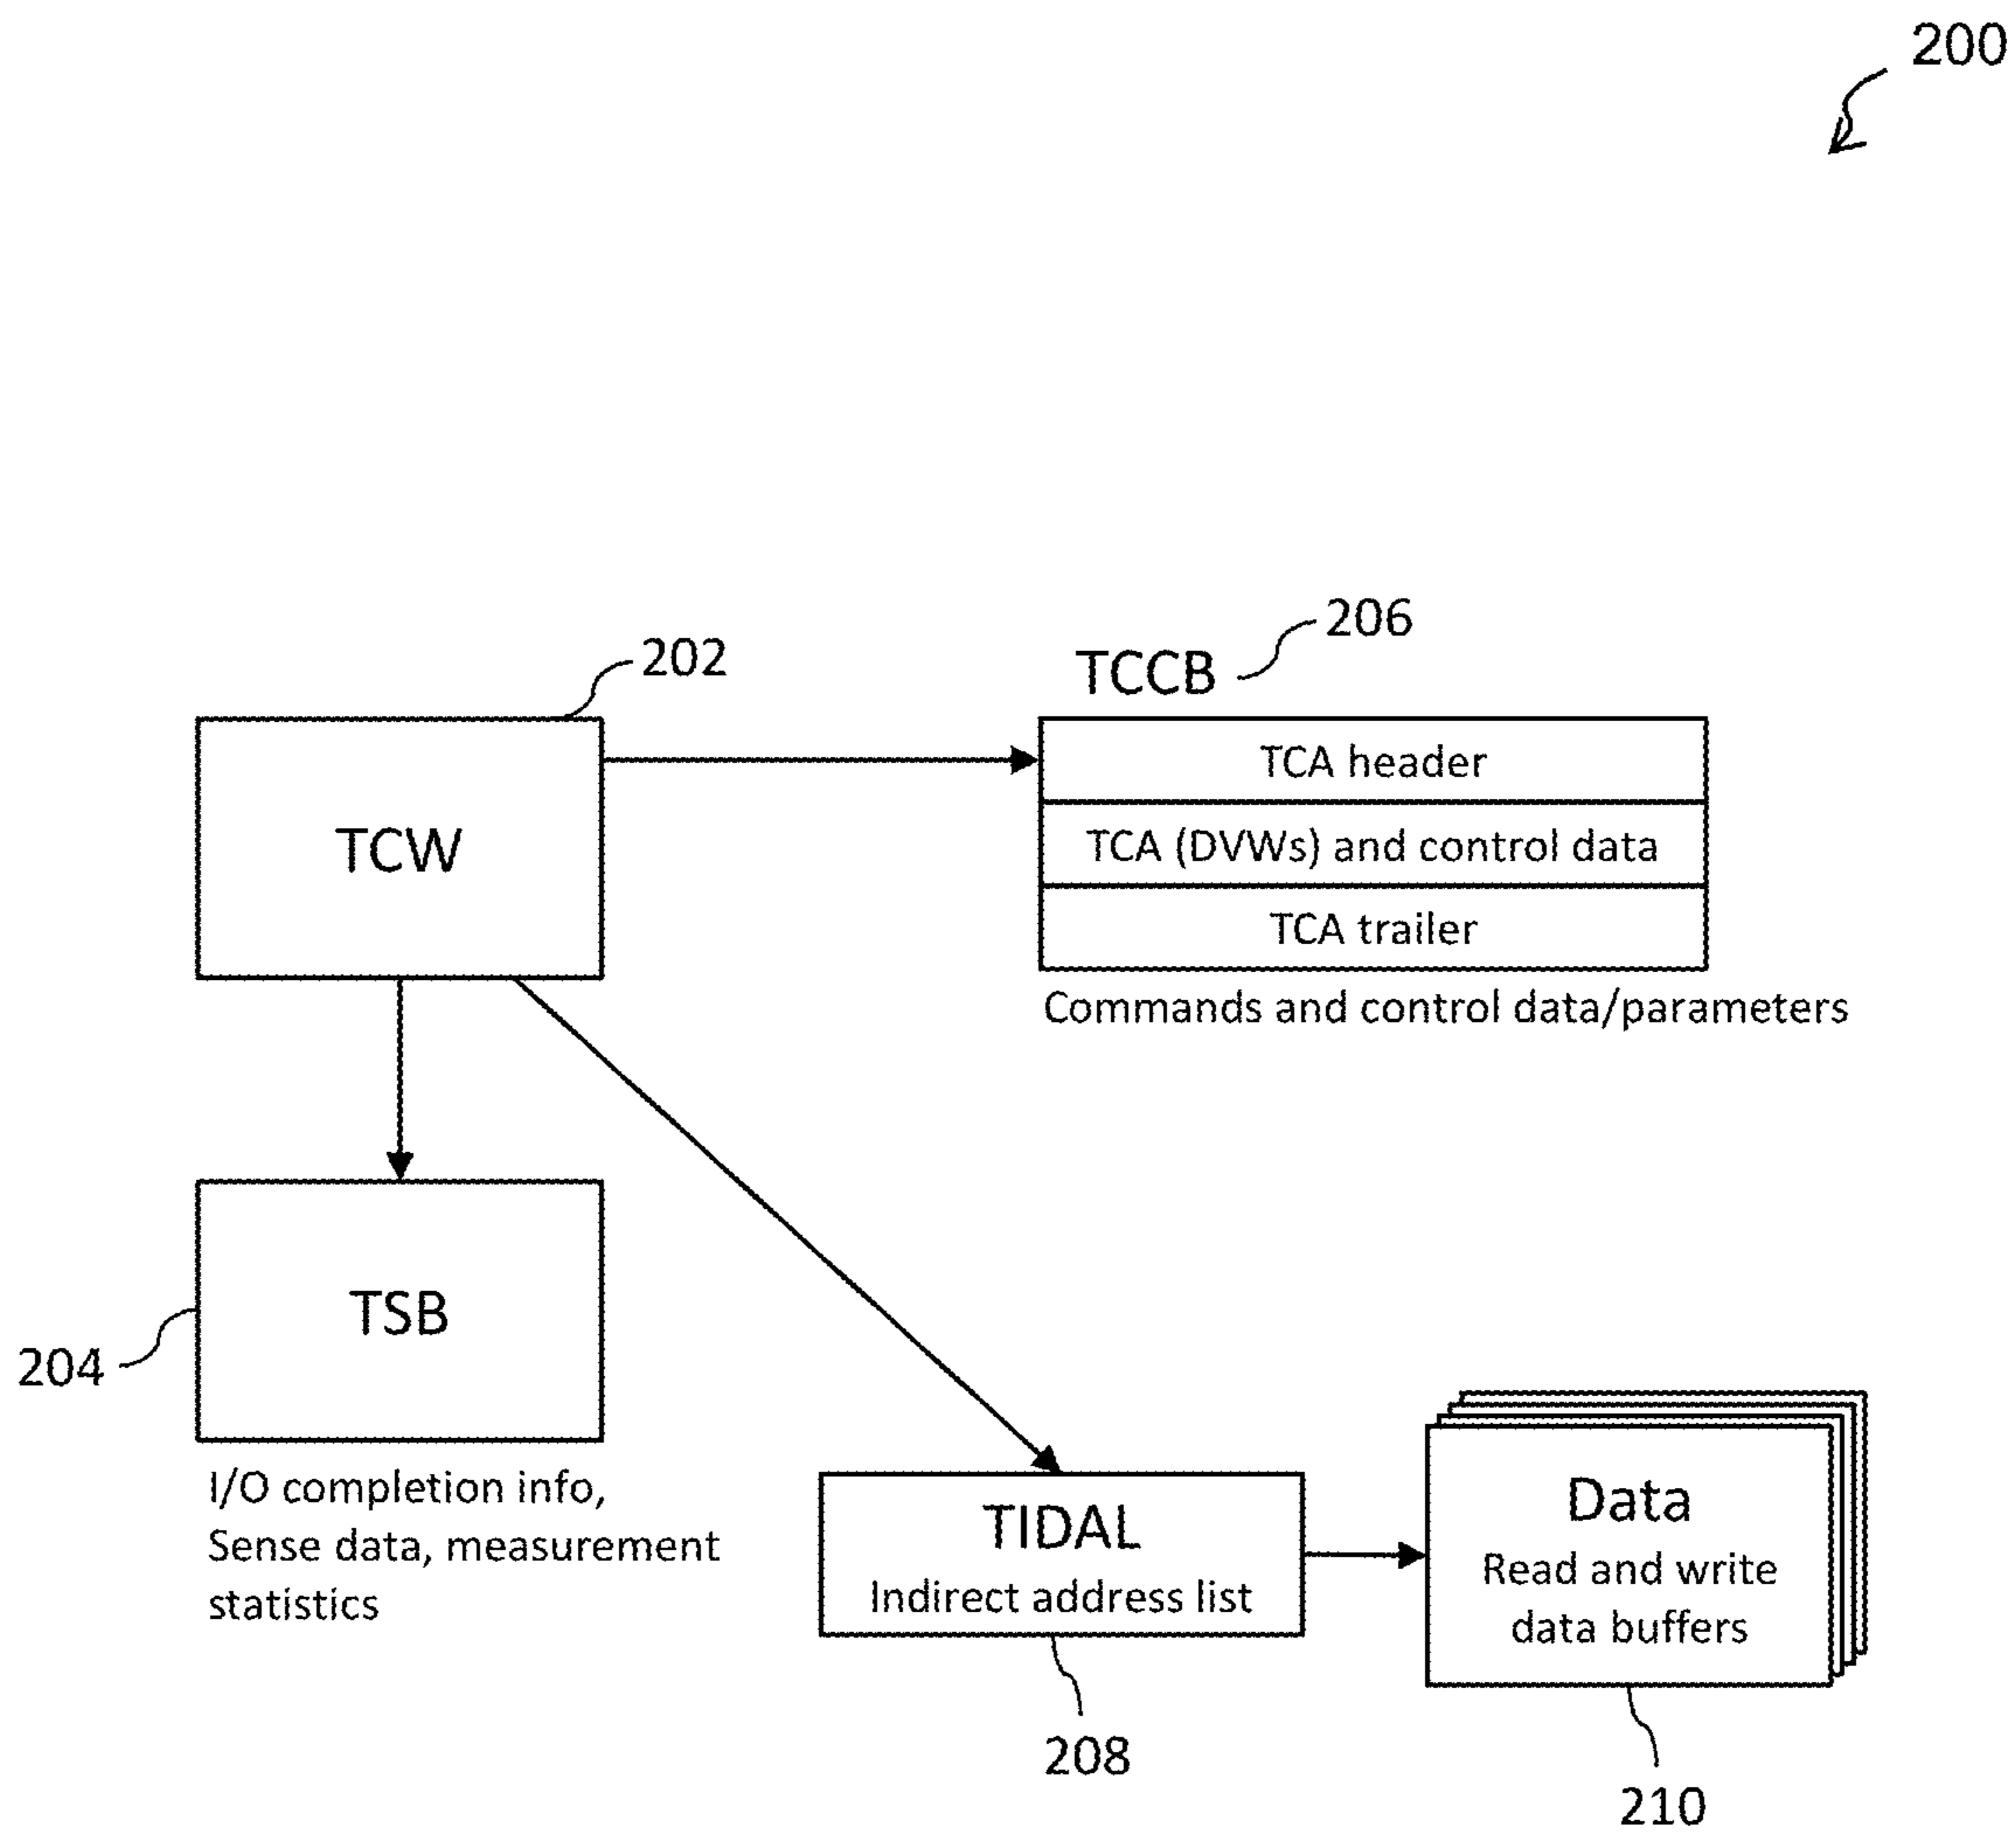 200
206
202
TCCB
TCA header
TCW
TCA (DVWs) and control data
TCA trailer
Commands and control data/parameters
TSB
204
I/O completion info,
Sense data, measurement
statistics
TIDAL
Indirect address list
Data
Read and write
data buffers
208
210